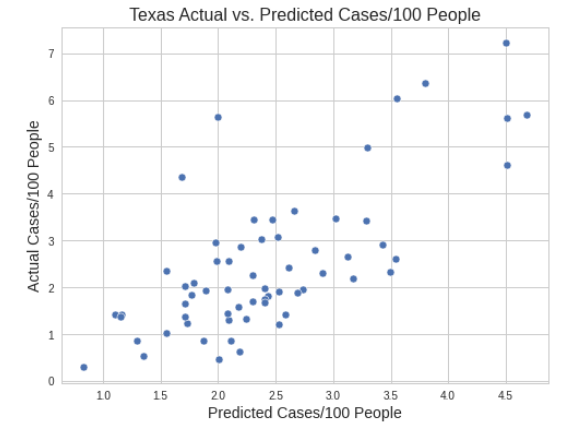 Texas Actual vs. Predicted Cases/100 People
7
6
5
4
3
2
1
0
Actual Cases/100 People
1.0 1.5 2.0 2.5 3.0 3.5 4.0 4.5
Predicted Cases/100 People